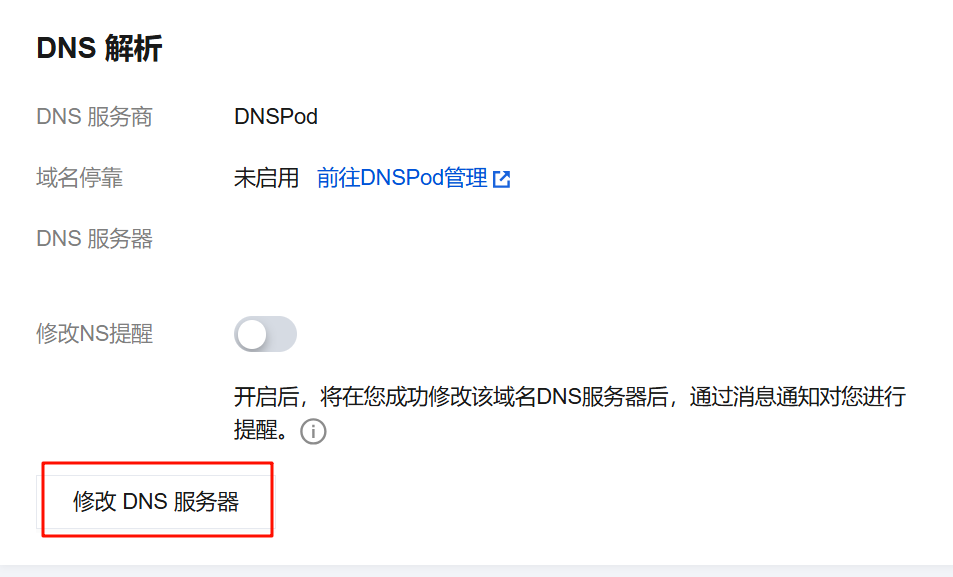 DNS 解析
DNS 服务商 DNSPod
域名停靠 未启用 前往DNSPod管理
DNS 服务器
修改NS提醒
开启后，将在您成功修改该域名DNS服务器后，通过消息通知对您进行
提醒。
修改 DNS 服务器